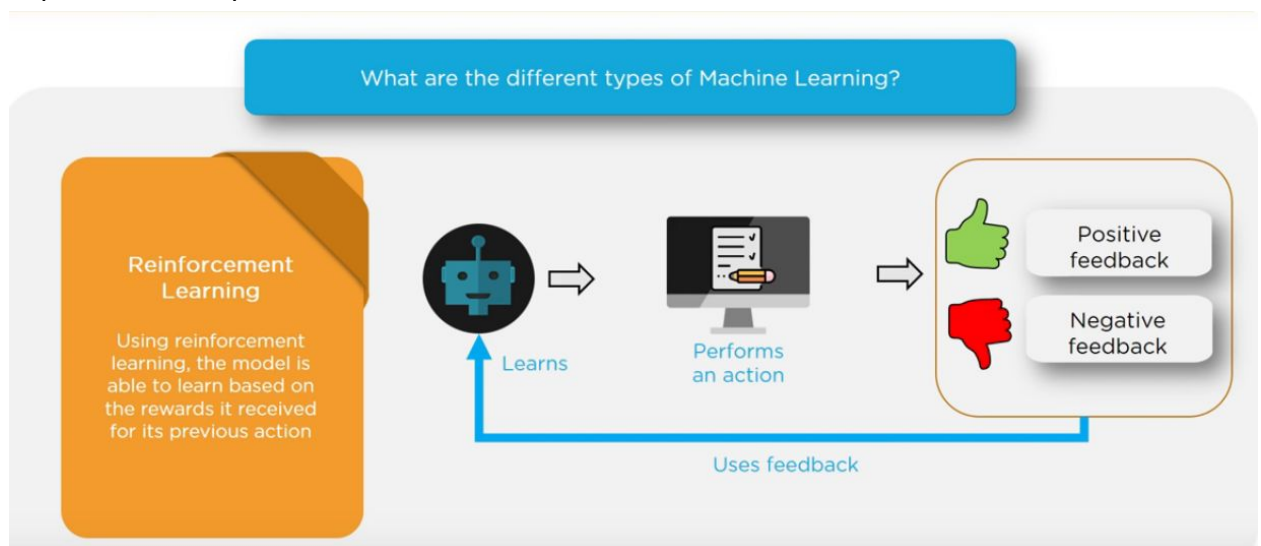 What are the different types of Machine Learning?
Reinforcement
Learning
Using reinforcement
learning, the model is
able to learn based on
the rewards it received
for its previous action
Learns
Performs
an action
Positive
feedback
Negative
feedback
Uses feedback